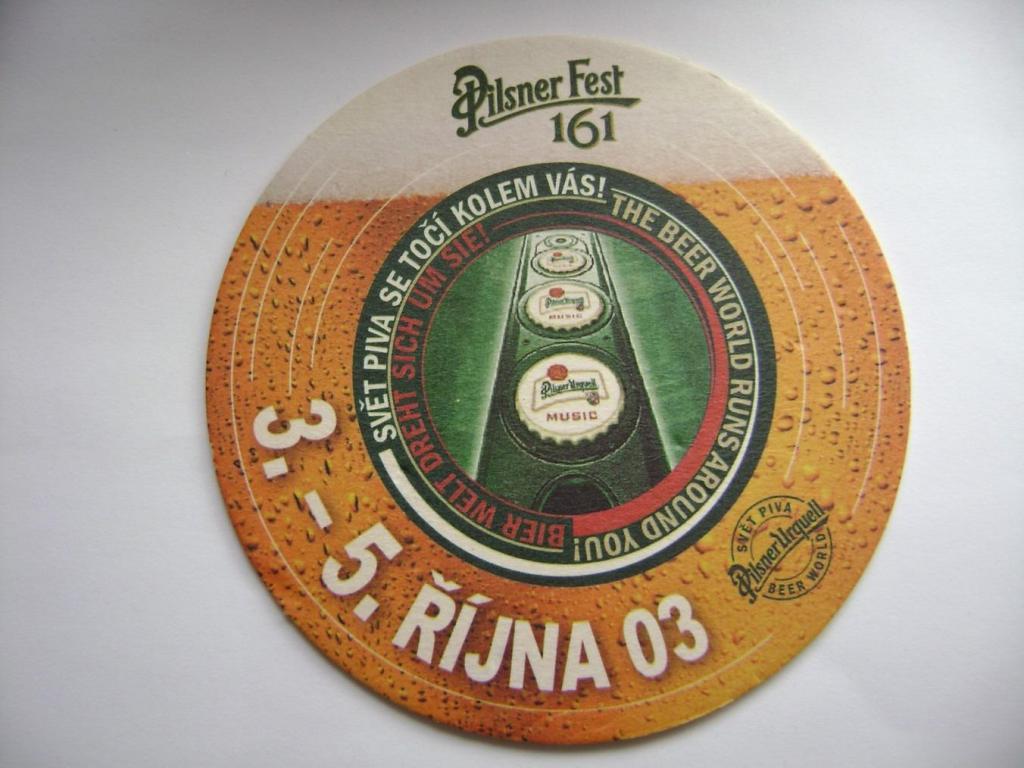 Pilsner Fest
161
SVĚT PIVA SE TOČÍ KOLEM VÁS!
THE BEER WORLD RUNS AROUND YOU!
BIER WELT DREHT SICH UM SIE!
Pilsner Urquell
MUSIC
Pilsner Urquell
MUSIC
3. - 5. ŘÍJNA 03
SVĚT PIVA
Pilsner Urquell
BEER WORLD